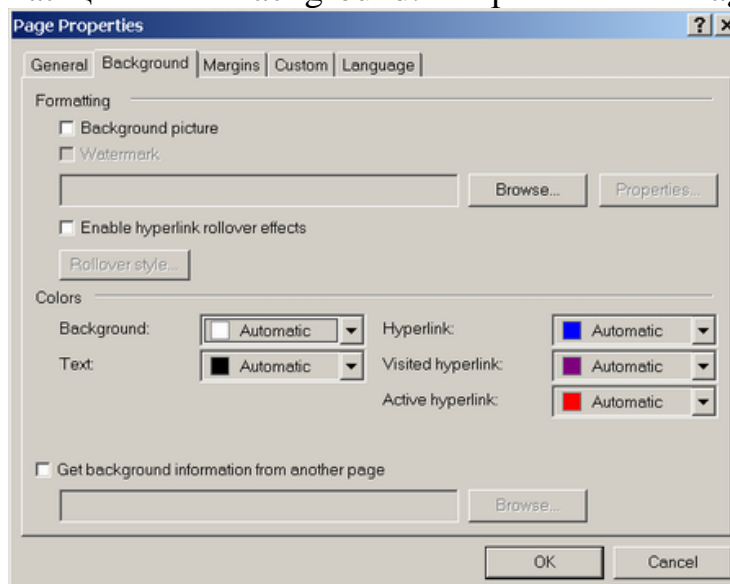 Page Properties
General Background Margins Custom Language
Formatting
Background picture
Watermark
Browse... Properties...
Enable hyperlink rollover effects
Rollover style...
Colors
Background: Automatic Hyperlink: Automatic
Text: Automatic Visited hyperlink: Automatic
Active hyperlink: Automatic
Get background information from another page
Browse...
OK Cancel